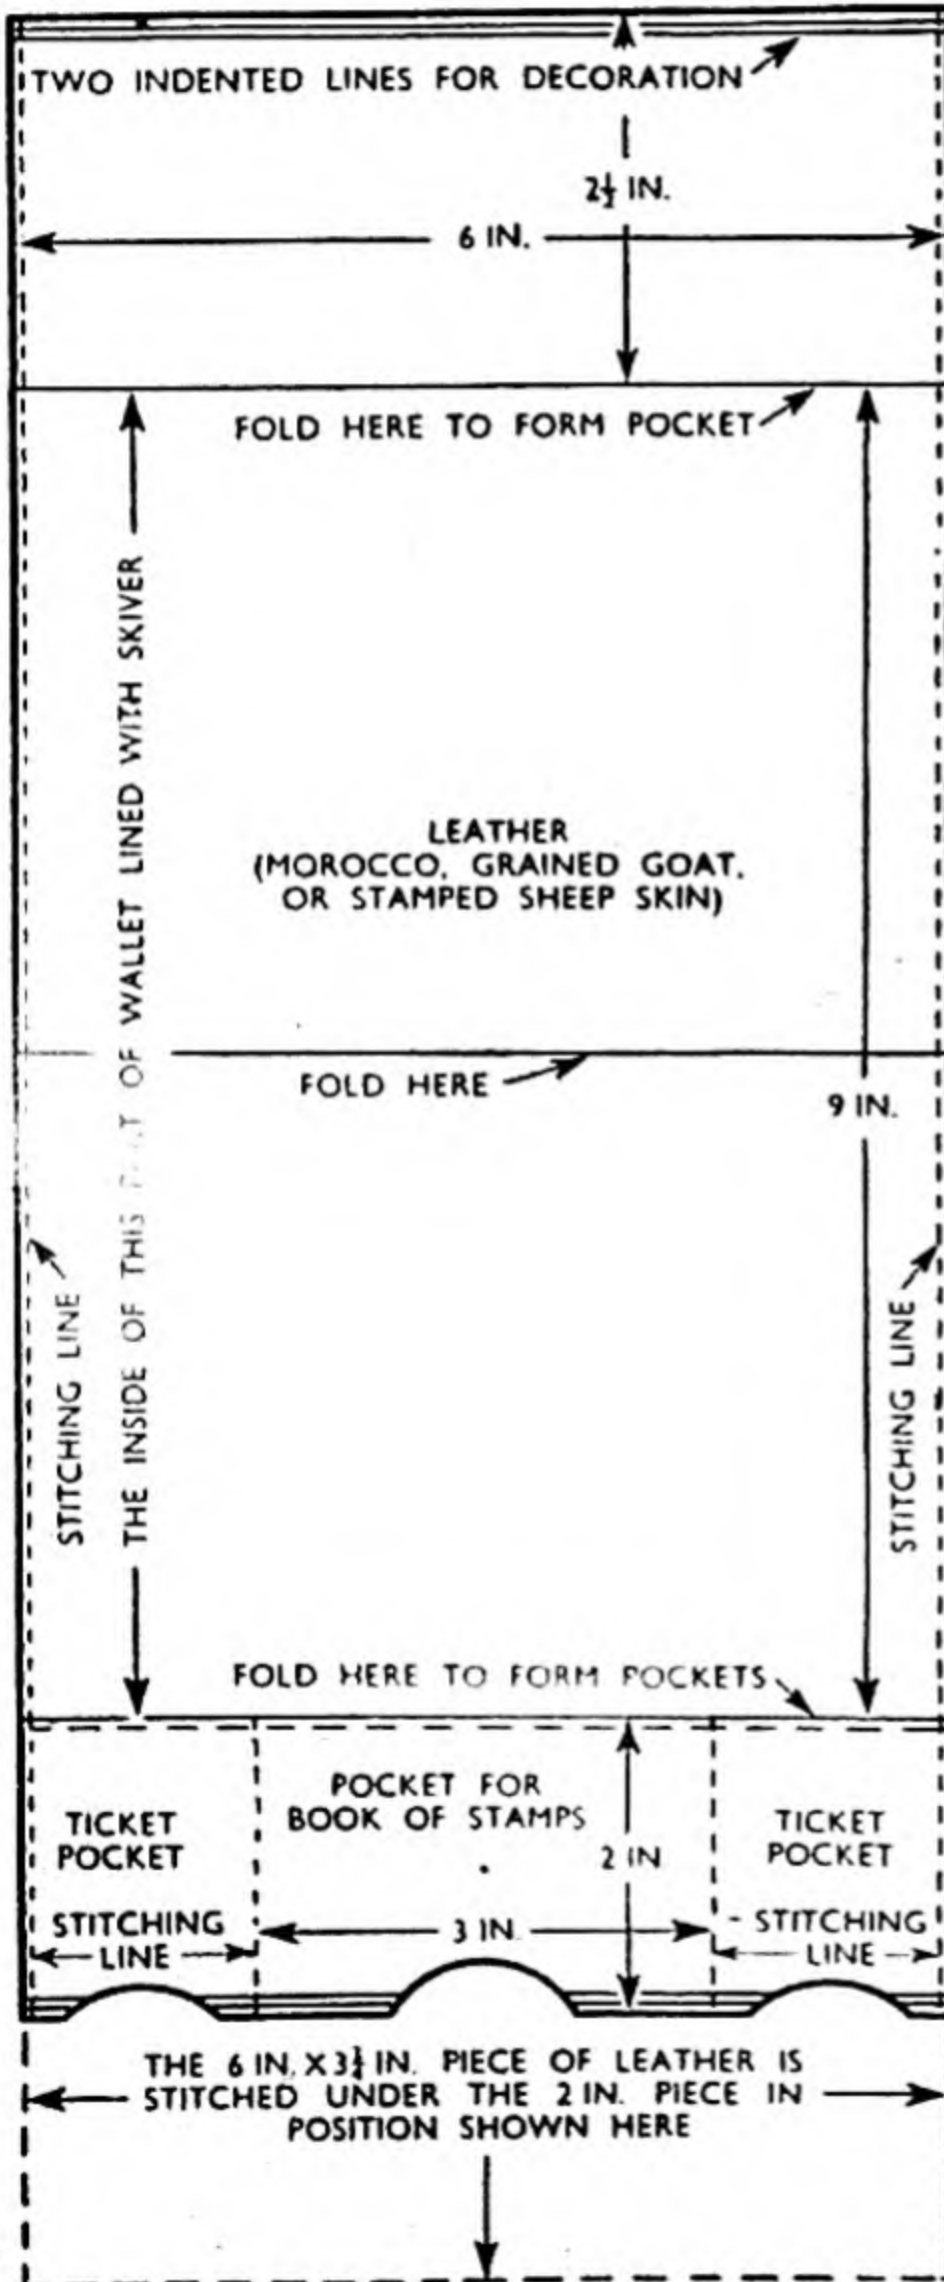 TWO INDENTED LINES FOR DECORATION
2½ IN.
6 IN.
FOLD HERE TO FORM POCKET
THE INSIDE OF THIS OF WALLET LINED WITH SKIVER
LEATHER
(MOROCCO, GRAINED GOAT,
OR STAMPED SHEEP SKIN)
FOLD HERE
9 IN.
STITCHING LINE
STITCHING LINE
FOLD HERE TO FORM POCKETS
TICKET
POCKET
POCKET FOR
BOOK OF STAMPS
2 IN
TICKET
POCKET
STITCHING
LINE
3 IN.
STITCHING
LINE
THE 6 IN. X IN. PIECE OF LEATHER IS
STITCHED UNDER THE 2 IN. PIECE IN
POSITION SHOWN HERE